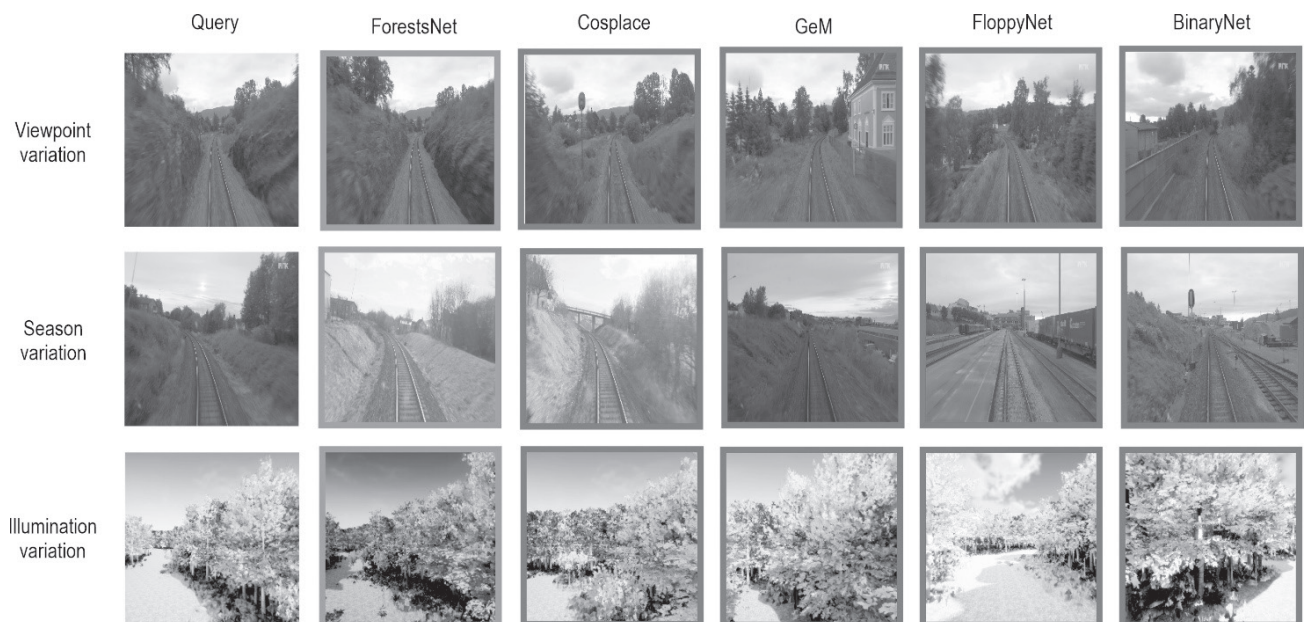 Query ForestsNet Cosplace GeM FloppyNet BinaryNet
Viewpoint
variation
Season
variation
Illumination
variation